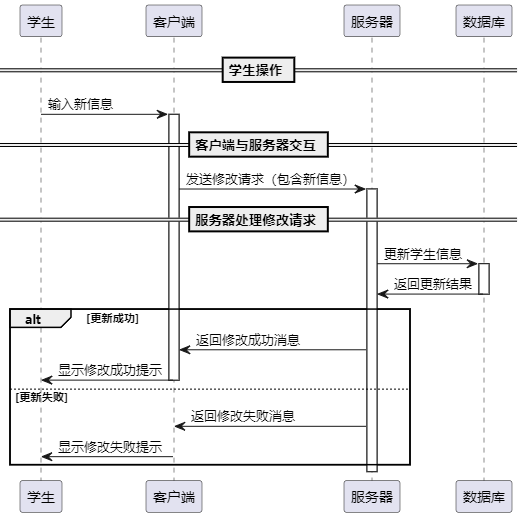 学生 客户端 服务器 数据库
学生操作
输入新信息
客户端与服务器交互
发送修改请求（包含新信息）
服务器处理修改请求
更新学生信息
返回更新结果
alt [更新成功]
返回修改成功消息
显示修改成功提示
[更新失败]
返回修改失败消息
显示修改失败提示
学生 客户端 服务器 数据库